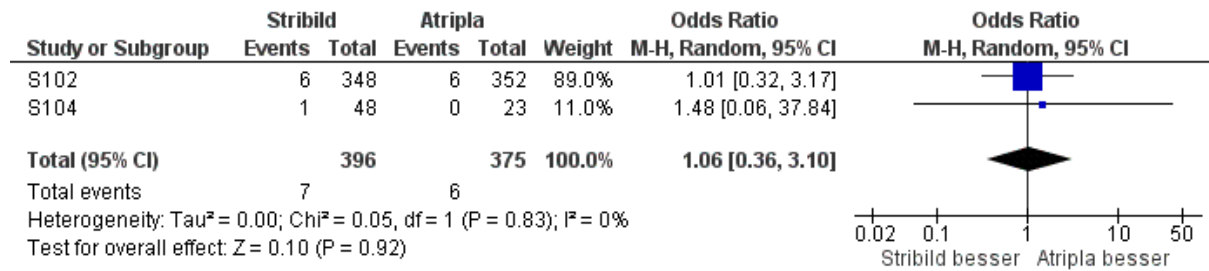 Stribild Atripla Odds Ratio Odds Ratio
Study or Subgroup Events Total Events Total Weight M-H, Random, 95% CI M-H, Random, 95% CI
S102 6 348 6 352 89.0% 1.01 [0.32, 3.17]
S104 1 48 0 23 11.0% 1.48 [0.06, 37.84]
Total (95% CI) 396 375 100.0% 1.06 [0.36, 3.10]
Total events 7 6
Heterogeneity: Tau² = 0.00; Chi² = 0.05, df = 1 (P = 0.83); I² = 0%
Test for overall effect: Z = 0.10 (P = 0.92)
0.02 0.1 1 10 50
Stribild besser Atripla besser